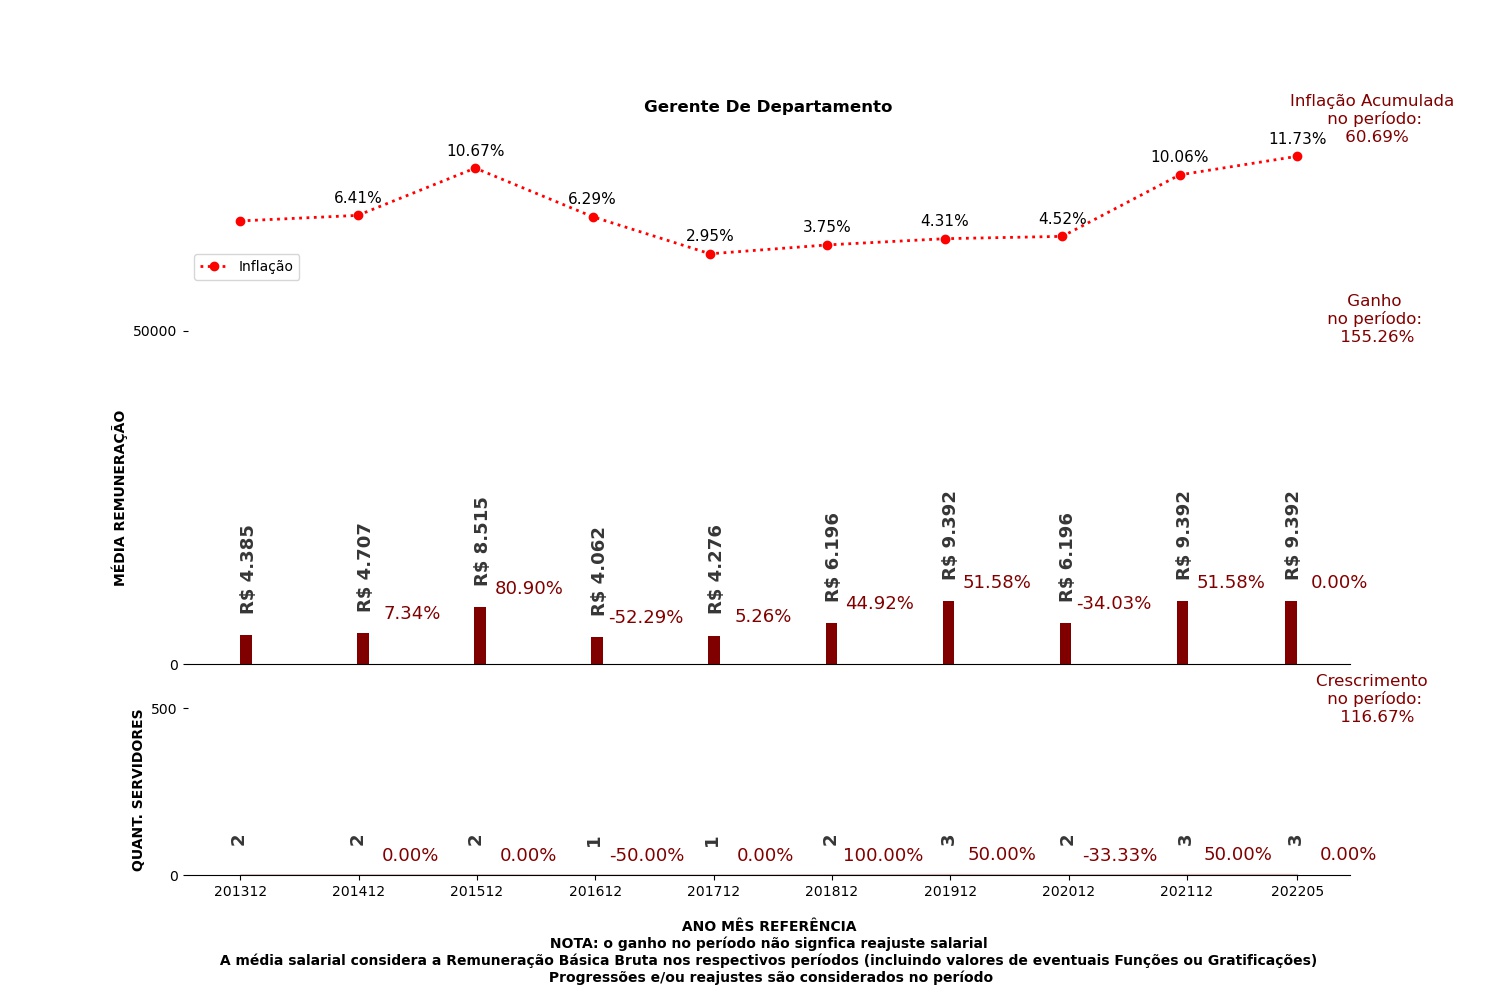 Gerente De Departamento
Inflação Acumulada
no período:
60.69%
6.41%
10.67%
6.29%
2.95%
3.75%
4.31%
4.52%
10.06%
11.73%
Inflação
Ganho
no período:
155.26%
50000
0
MÉDIA REMUNERAÇÃO
R$ 4.385
R$ 4.707
R$ 8.515
R$ 4.062
R$ 4.276
R$ 6.196
R$ 9.392
R$ 6.196
R$ 9.392
R$ 9.392
7.34%
80.90%
-52.29%
5.26%
44.92%
51.58%
-34.03%
51.58%
0.00%
Crescrimento
no período:
116.67%
500
0
QUANT. SERVIDORES
2
2
2
1
1
2
3
2
3
3
0.00%
0.00%
-50.00%
0.00%
100.00%
50.00%
-33.33%
50.00%
0.00%
201312
201412
201512
201612
201712
201812
201912
202012
202112
202205
ANO MÊS REFERÊNCIA
NOTA: o ganho no período não signfica reajuste salarial
A média salarial considera a Remuneração Básica Bruta nos respectivos períodos (incluindo valores de eventuais Funções ou Gratificações)
Progressões e/ou reajustes são considerados no período